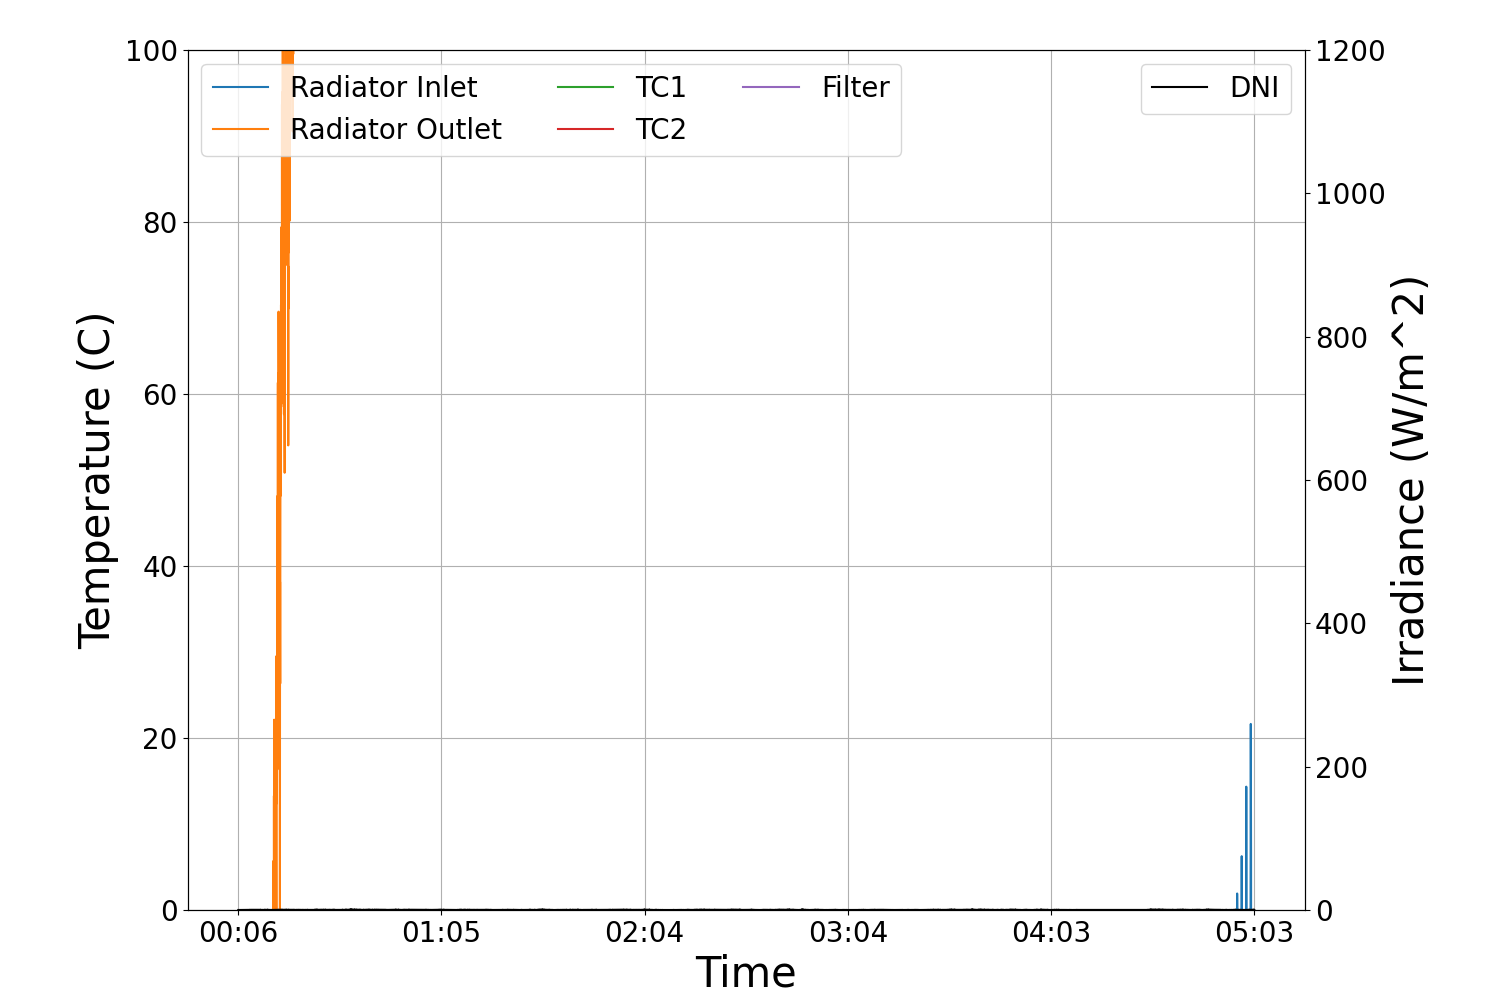 100
80
60
40
20
0
Temperature (C)
Radiator Inlet
Radiator Outlet
TC1
TC2
Filter
DNI
1200
1000
800
600
400
200
0
Irradiance (W/m^2)
00:06 01:05 02:04 03:04 04:03 05:03
Time